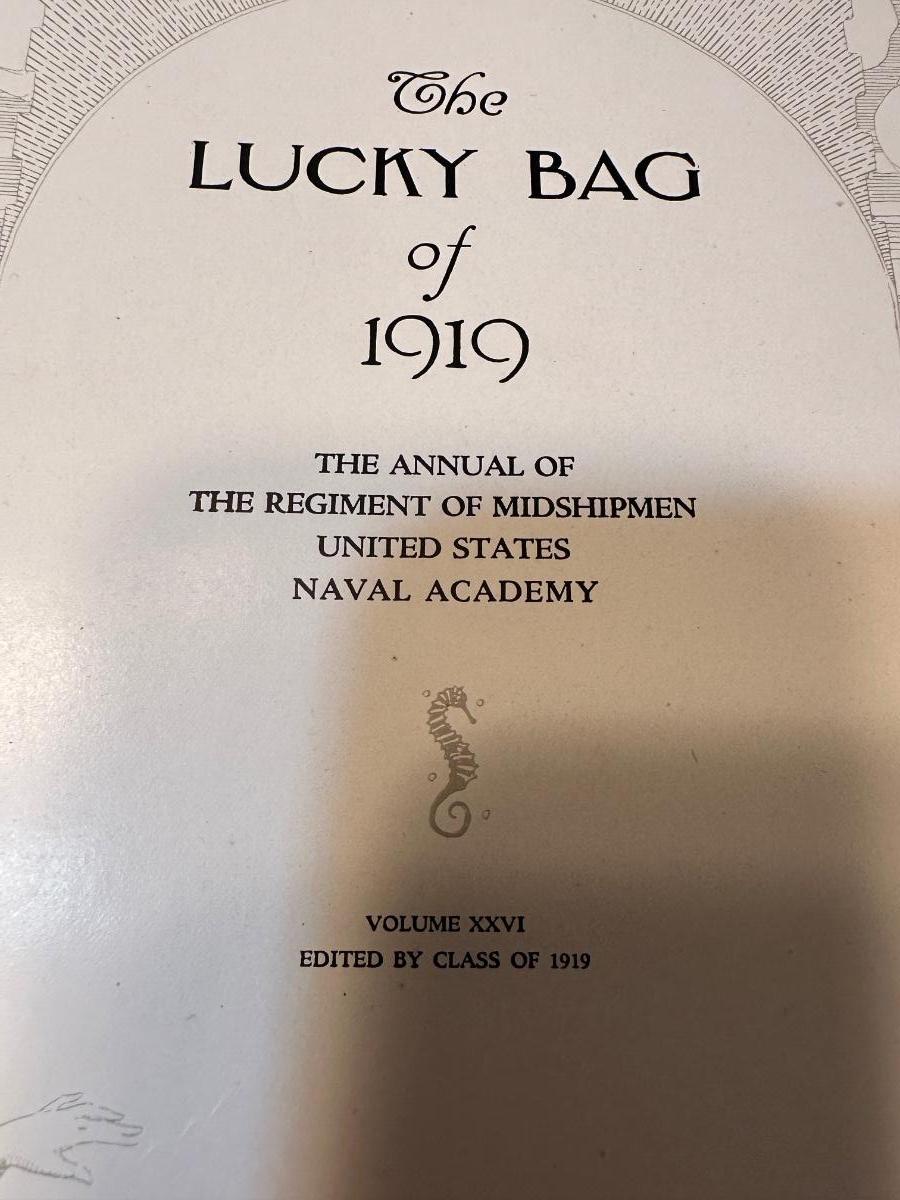 The
LUCKY BAG
of
1919
THE ANNUAL OF
THE REGIMENT OF MIDSHIPMEN
UNITED STATES
NAVAL ACADEMY
VOLUME XXVI
EDITED BY CLASS OF 1919